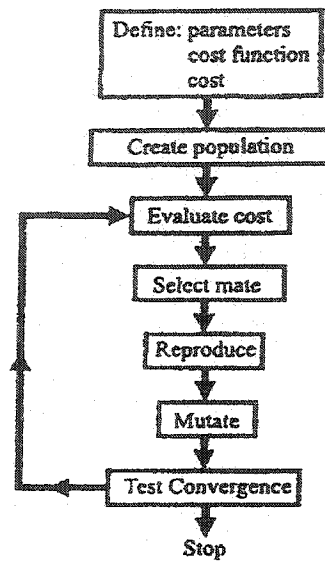 Define: parameters
cost function
cost
Create population
Evaluate cost
Select mate
Reproduce
Mutate
Test Convergence
Stop